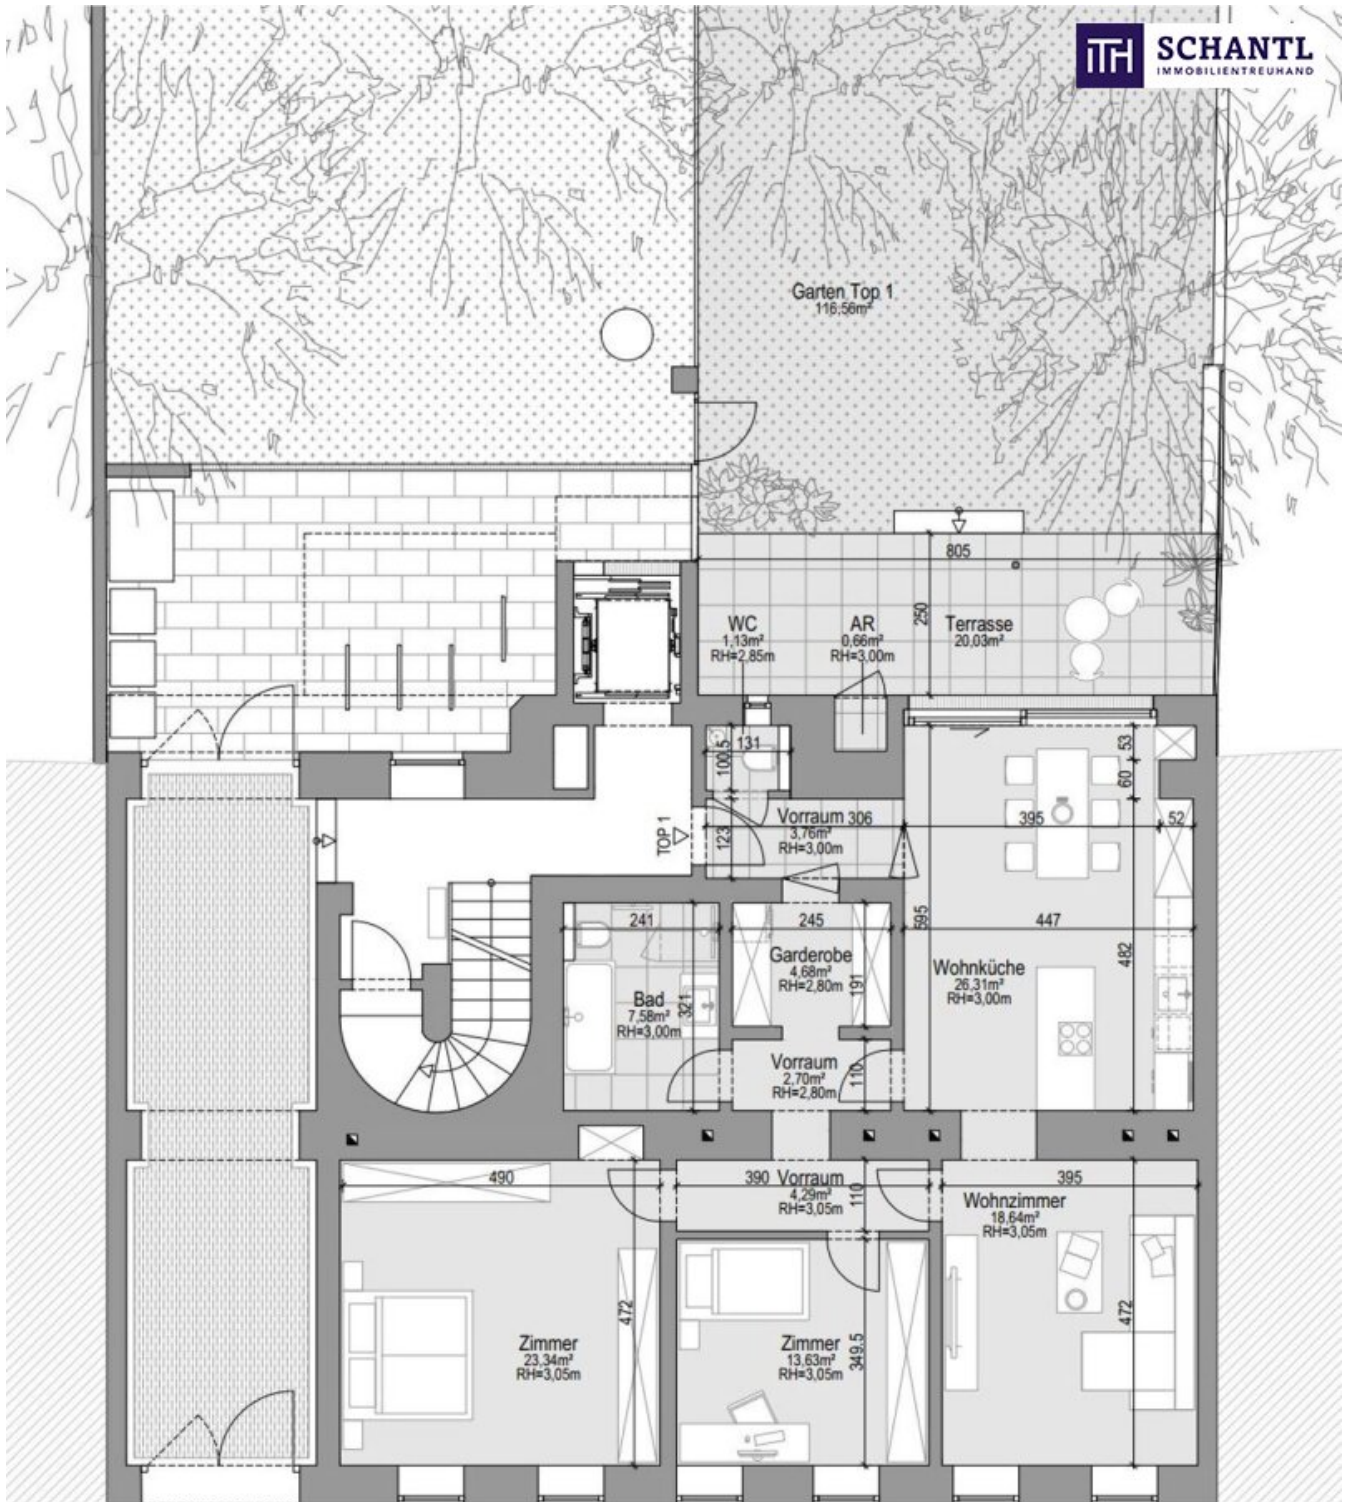 ITH SCHANTL
IMMOBILIENTREUHAND
Garten Top 1
116,56m²
805
250
WC
1,13m²
RH=2,85m
AR
0,66m²
RH=3,00m
Terrasse
20,03m²
131
100,5
53
60
TOP 1
123
Vorraum 306
3,76m²
RH=3,00m
395
52
241
245
595
447
482
Garderobe
4,68m²
RH=2,80m
191
Wohnküche
26,31m²
RH=3,00m
Bad
7,58m²
RH=3,00m
321
Vorraum
2,70m²
RH=2,80m
110
490
390 Vorraum
4,29m²
RH=3,05m
110
395
Wohnzimmer
18,64m²
RH=3,05m
472
Zimmer
23,34m²
RH=3,05m
Zimmer
13,63m²
RH=3,05m
349,5
472